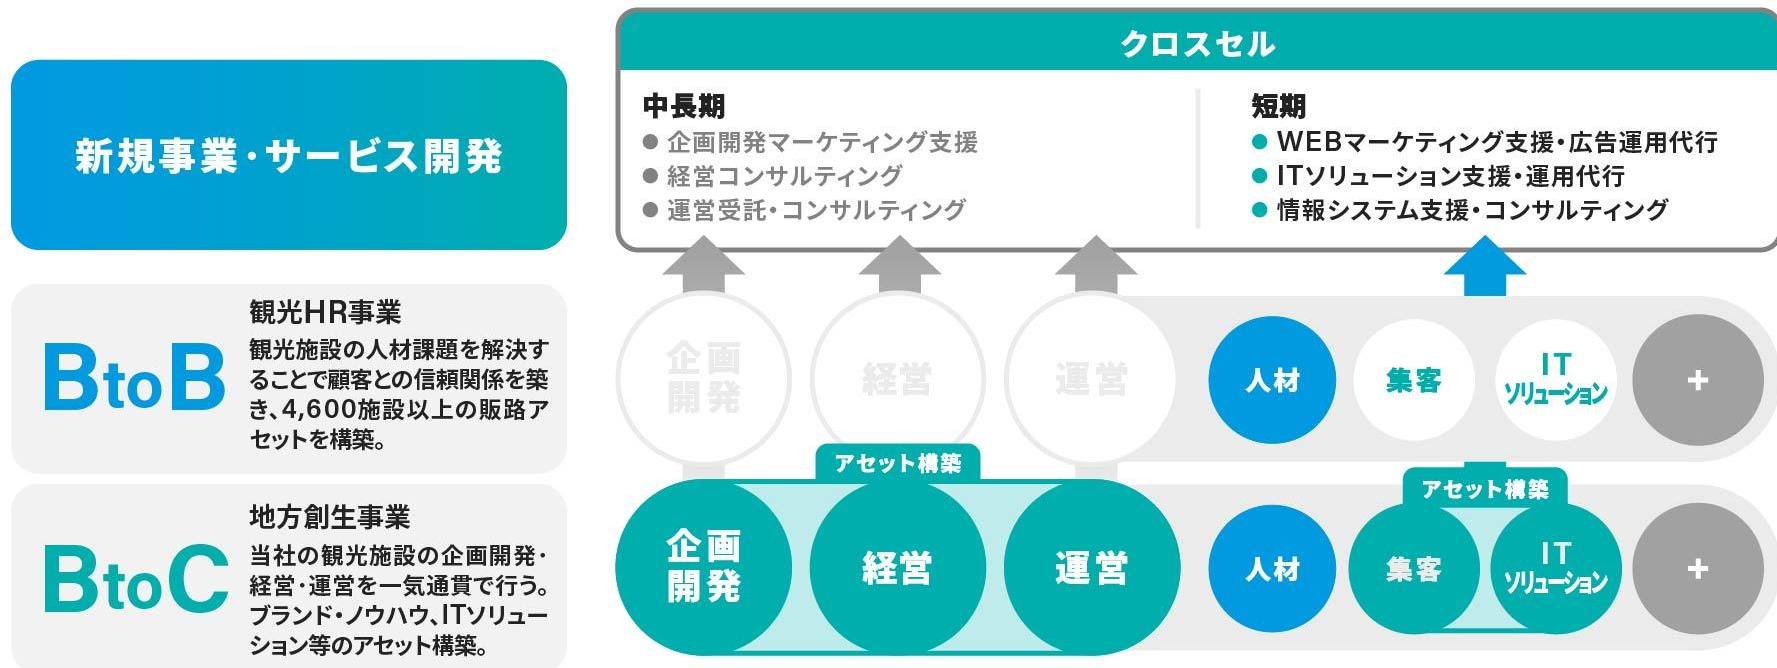 新規事業・サービス開発
クロスセル
中長期
● 企画開発マーケティング支援
● 経営コンサルティング
● 運営受託・コンサルティング
短期
● WEBマーケティング支援・広告運用代行
● ITソリューション支援・運用代行
● 情報システム支援・コンサルティング
BtoB
観光HR事業
観光施設の人材課題を解決す
ることで顧客との信頼関係を築
き、4,600施設以上の販路ア
セットを構築。
企画
開発
経営
運営
人材
集客
IT
ソリューション
+
BtoC
地方創生事業
当社の観光施設の企画開発・
経営・運営を一気通貫で行う。
ブランド・ノウハウ、ITソリュー
ション等のアセット構築。
アセット構築
企画
開発
経営
運営
人材
アセット構築
集客
IT
ソリューション
+